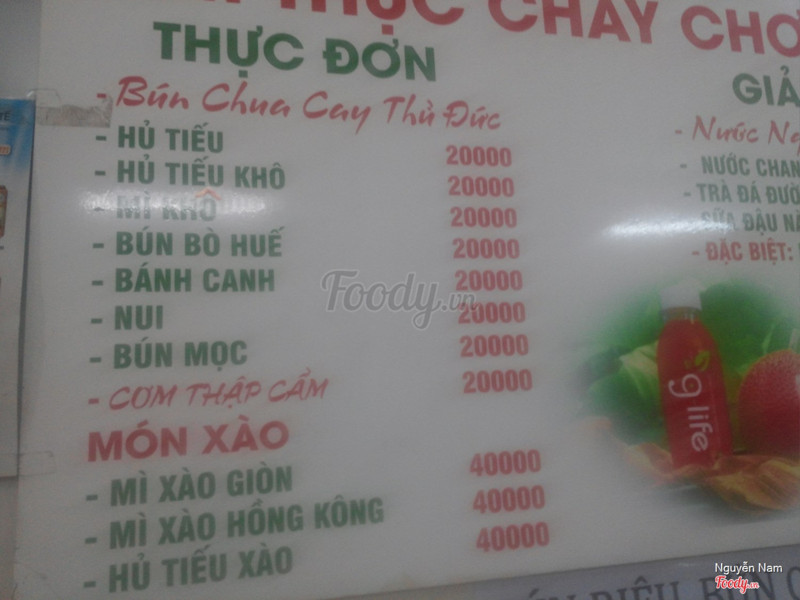 THỰC CHAY CHỢ
THỰC ĐƠN
- Bún Chua Cay Thủ Đức
- HỦ TIẾU 20000
- HỦ TIẾU KHÔ 20000
- MÌ KHÔ 20000
- BÚN BÒ HUẾ 20000
- BÁNH CANH 20000
- NUI 20000
- BÚN MỌC 20000
- CƠM THẬP CẨM 20000
MÓN XÀO
- MÌ XÀO GIÒN 40000
- MÌ XÀO HỒNG KÔNG 40000
- HỦ TIẾU XÀO 40000
GIẢ
- Nước Ng
- NƯỚC CHAN
- TRÀ ĐÁ ĐƯỜ
- SỮA ĐẬU NÀ
- ĐẶC BIỆT:
g life
Foody.vn
Nguyễn Nam
Foody.vn